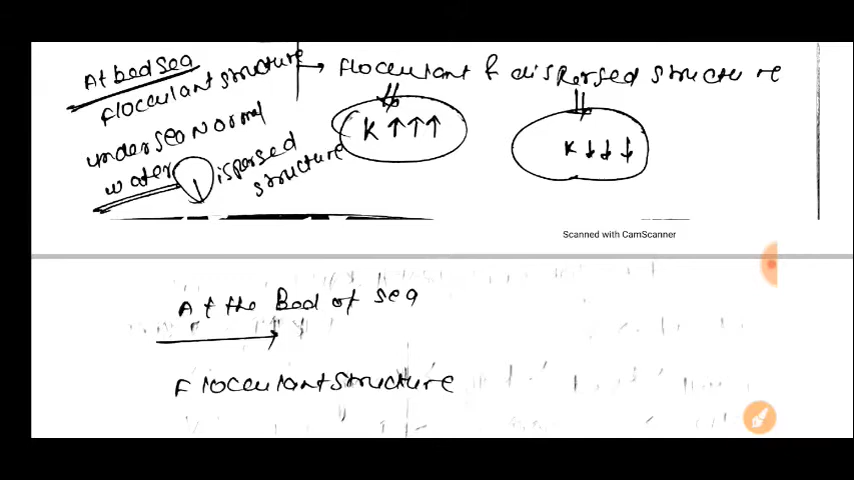 At bed sea
flocculant structure
under sea Normal
water Dispersed
structure
→ flocculant & dispersed structure
K ↑↑↑
K ↓↓↓
Scanned with CamScanner
At the Bed of sea
Flocculant structure